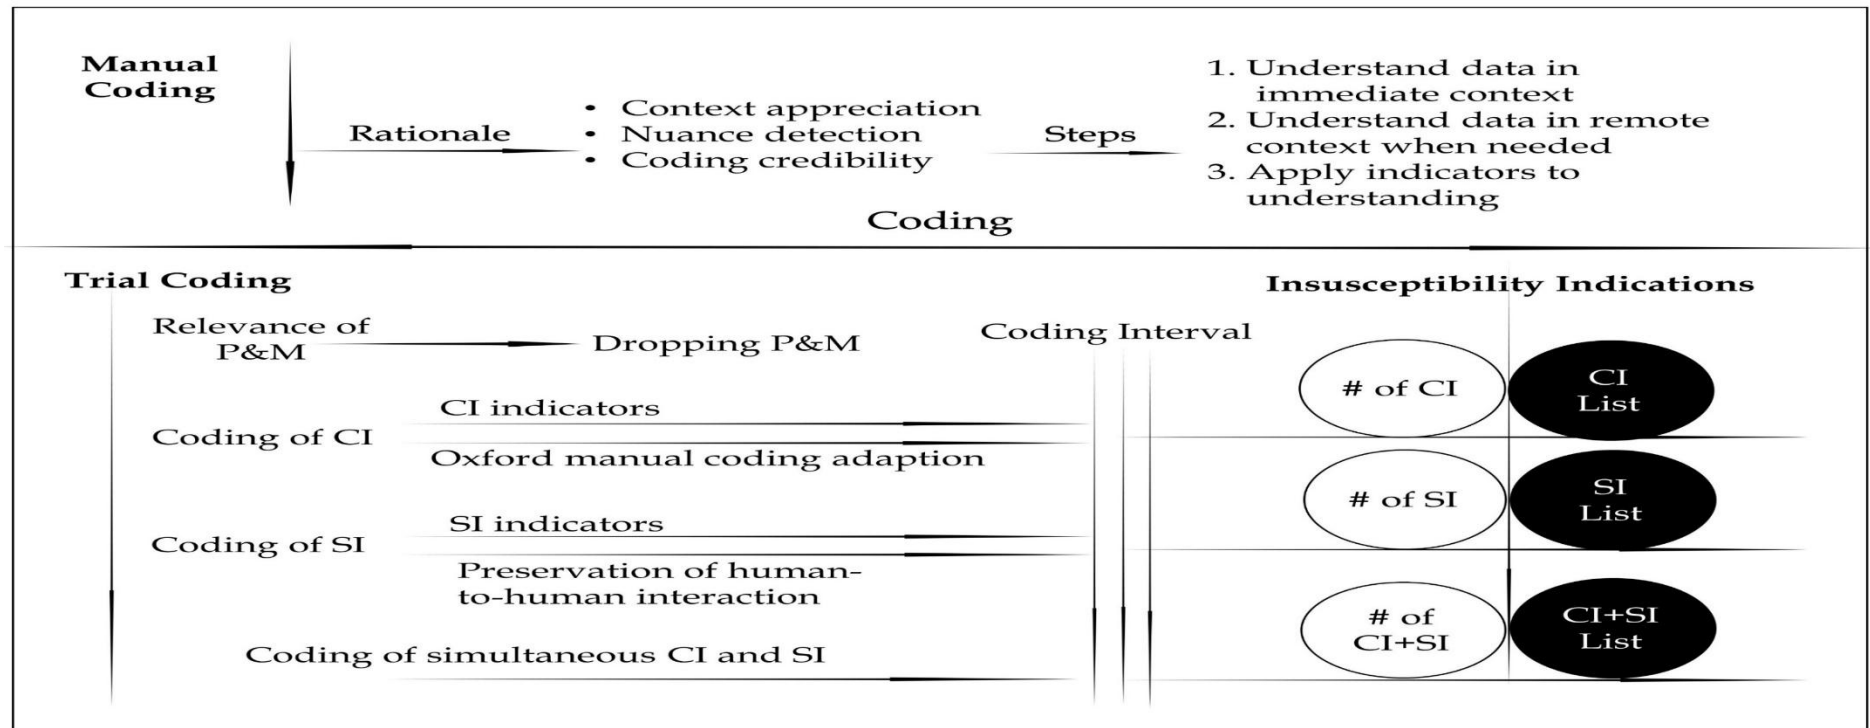 Manual
Coding
Rationale
• Context appreciation
• Nuance detection
• Coding credibility
Steps
1. Understand data in
immediate context
2. Understand data in remote
context when needed
3. Apply indicators to
understanding
Coding
Trial Coding
Relevance of
P&M
Dropping P&M
Coding of CI
CI indicators
Oxford manual coding adaption
Coding of SI
SI indicators
Preservation of human-
to-human interaction
Coding of simultaneous CI and SI
Coding Interval
Insusceptibility Indications
# of CI
CI
List
# of SI
SI
List
# of
CI+SI
CI+SI
List